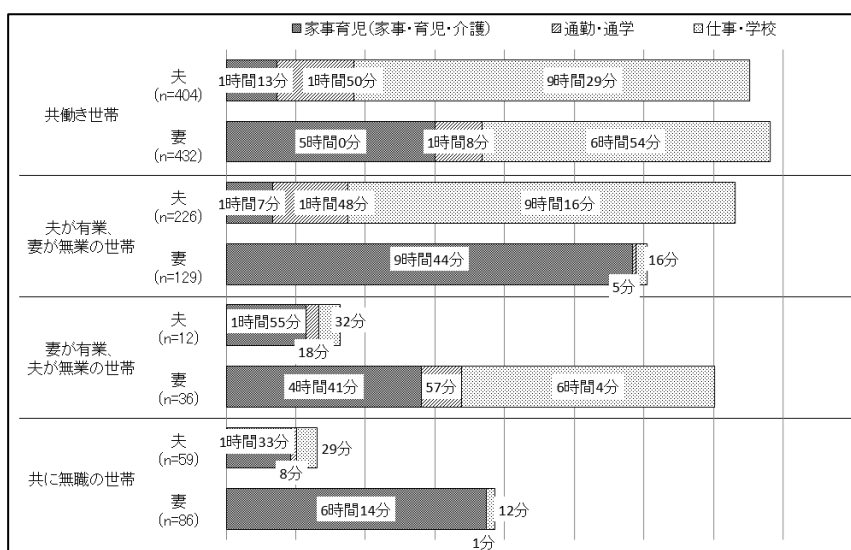 ■家事育児(家事・育児・介護) 通勤・通学 仕事・学校
共働き世帯
夫
(n=404)
1時間13分 1時間50分 9時間29分
妻
(n=432)
5時間0分 1時間8分 6時間54分
夫が有業、
妻が無業の世帯
夫
(n=226)
1時間7分 1時間48分 9時間16分
妻
(n=129)
9時間44分 5分 16分
妻が有業、
夫が無業の世帯
夫
(n=12)
1時間55分 18分 32分
妻
(n=36)
4時間41分 57分 6時間4分
共に無職の世帯
夫
(n=59)
1時間33分 8分 29分
妻
(n=86)
6時間14分 1分 12分